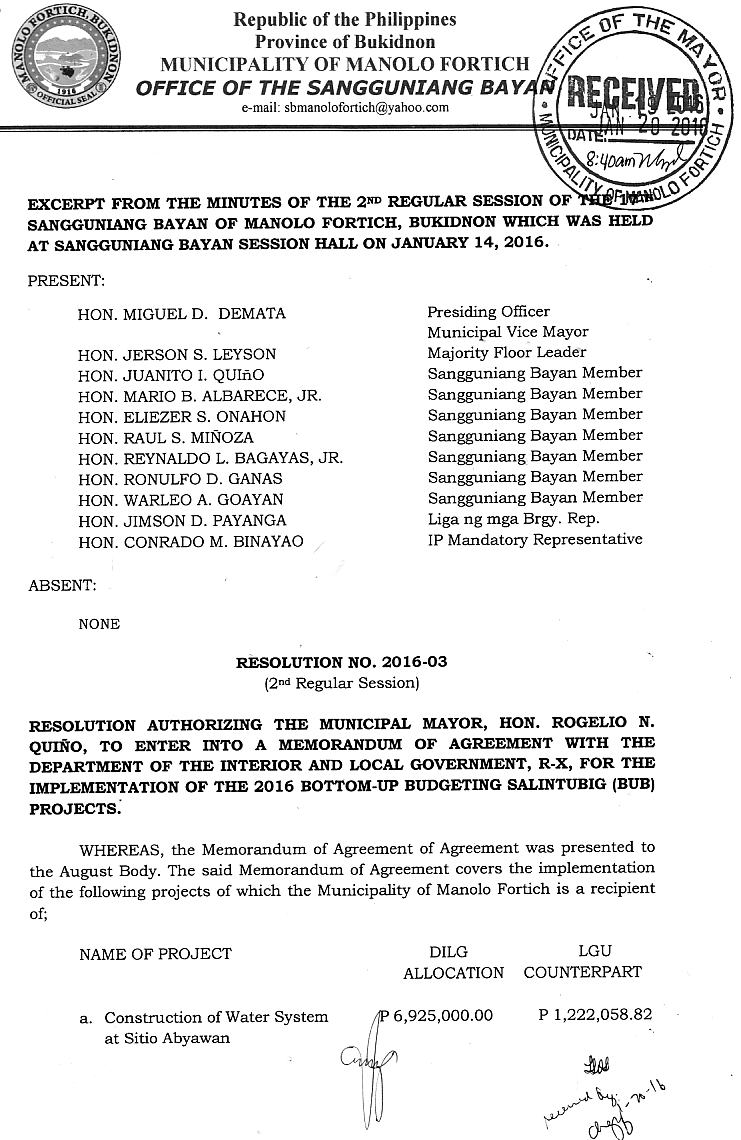 Republic of the Philippines
Province of Bukidnon
MUNICIPALITY OF MANOLO FORTICH
OFFICE OF THE SANGGUNIANG BAYAN
e-mail: sbmanolofortich@yahoo.com
MANOLO FORTICH, BUKIDNON
1916
OFFICIAL SEAL
OFFICE OF THE MAYOR
RECEIVED
DATE: JAN 20 2016
8:40am
MUNICIPALITY OF MANOLO FORTICH
EXCERPT FROM THE MINUTES OF THE 2ND REGULAR SESSION OF THE
SANGGUNIANG BAYAN OF MANOLO FORTICH, BUKIDNON WHICH WAS HELD
AT SANGGUNIANG BAYAN SESSION HALL ON JANUARY 14, 2016.
PRESENT:
HON. MIGUEL D. DEMATA Presiding Officer
Municipal Vice Mayor
HON. JERSON S. LEYSON Majority Floor Leader
HON. JUANITO I. QUIñO Sangguniang Bayan Member
HON. MARIO B. ALBARECE, JR. Sangguniang Bayan Member
HON. ELIEZER S. ONAHON Sangguniang Bayan Member
HON. RAUL S. MIÑOZA Sangguniang Bayan Member
HON. REYNALDO L. BAGAYAS, JR. Sangguniang Bayan Member
HON. RONULFO D. GANAS Sangguniang Bayan Member
HON. WARLEO A. GOAYAN Sangguniang Bayan Member
HON. JIMSON D. PAYANGA Liga ng mga Brgy. Rep.
HON. CONRADO M. BINAYAO IP Mandatory Representative
ABSENT:
NONE
RESOLUTION NO. 2016-03
(2nd Regular Session)
RESOLUTION AUTHORIZING THE MUNICIPAL MAYOR, HON. ROGELIO N.
QUIÑO, TO ENTER INTO A MEMORANDUM OF AGREEMENT WITH THE
DEPARTMENT OF THE INTERIOR AND LOCAL GOVERNMENT, R-X, FOR THE
IMPLEMENTATION OF THE 2016 BOTTOM-UP BUDGETING SALINTUBIG (BUB)
PROJECTS.
WHEREAS, the Memorandum of Agreement of Agreement was presented to
the August Body. The said Memorandum of Agreement covers the implementation
of the following projects of which the Municipality of Manolo Fortich is a recipient
of;
NAME OF PROJECT DILG LGU
ALLOCATION COUNTERPART
a. Construction of Water System P 6,925,000.00 P 1,222,058.82
at Sitio Abyawan
received by: